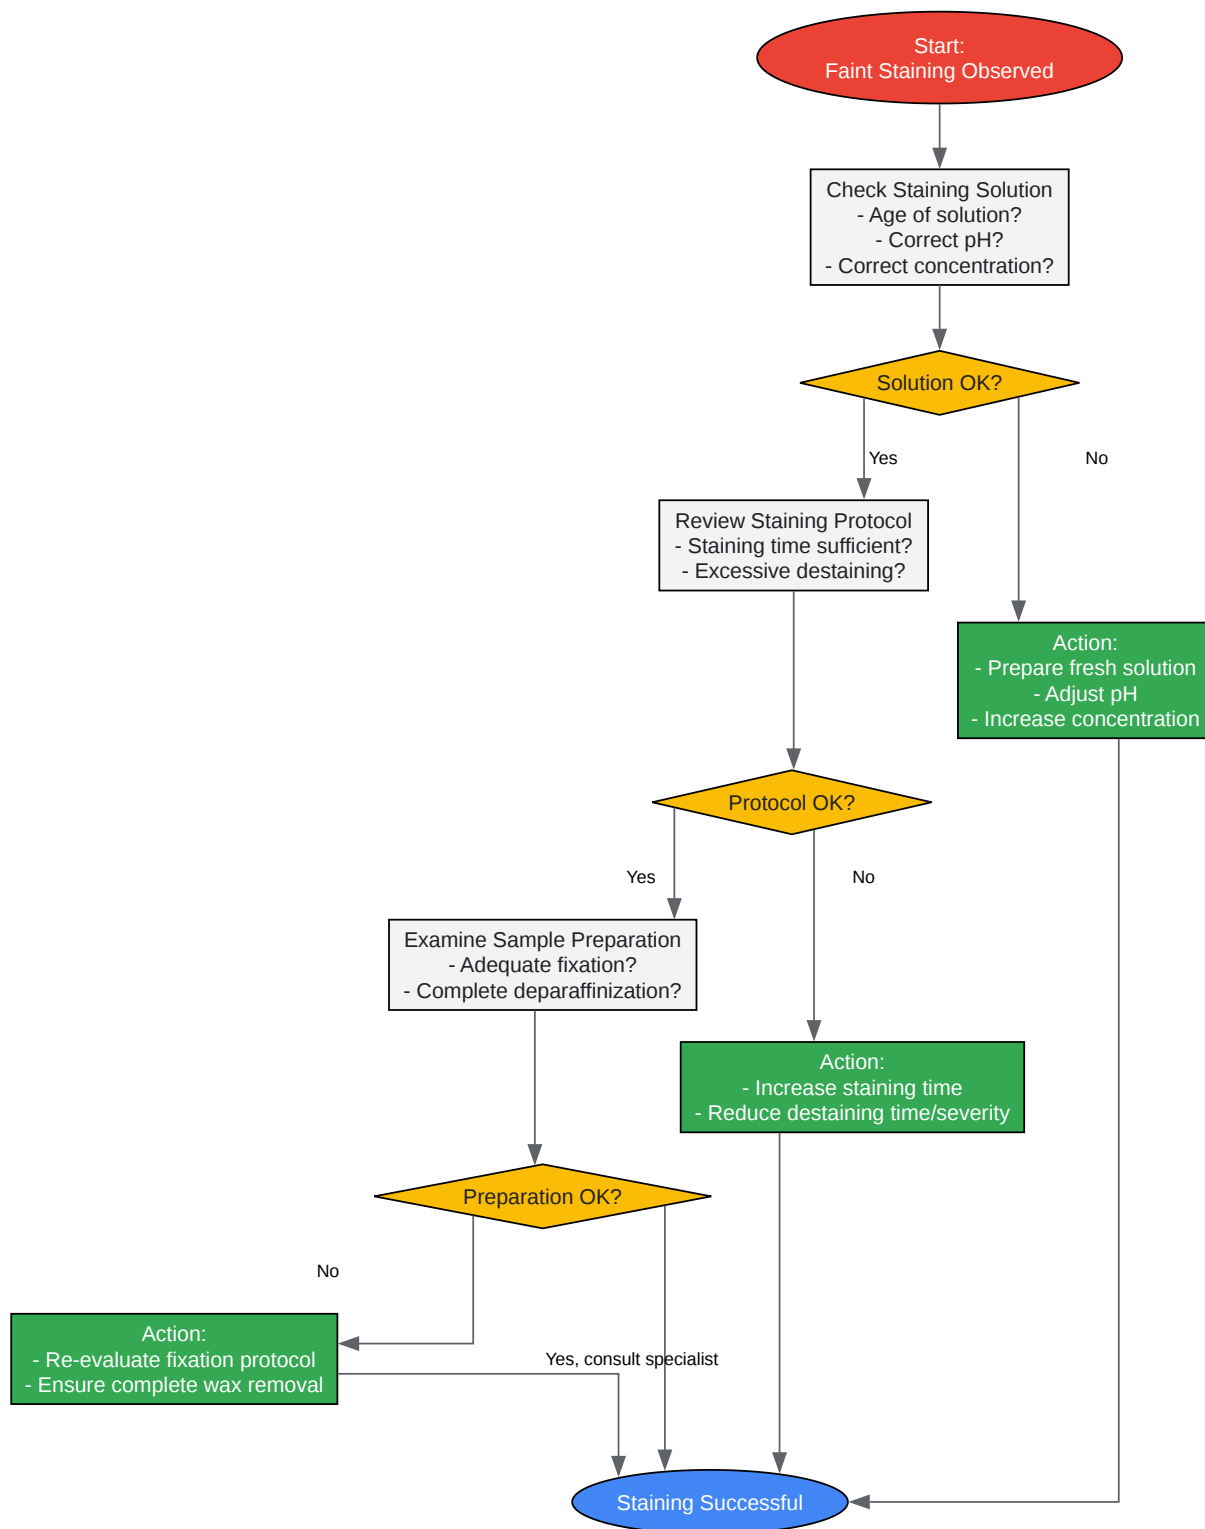 Start:
Faint Staining Observed
Check Staining Solution
- Age of solution?
- Correct pH?
- Correct concentration?
Solution OK?
Yes
No
Review Staining Protocol
- Staining time sufficient?
- Excessive destaining?
Action:
- Prepare fresh solution
- Adjust pH
- Increase concentration
Protocol OK?
Yes
No
Examine Sample Preparation
- Adequate fixation?
- Complete deparaffinization?
Action:
- Increase staining time
- Reduce destaining time/severity
Preparation OK?
No
Action:
- Re-evaluate fixation protocol
- Ensure complete wax removal
Yes, consult specialist
Staining Successful